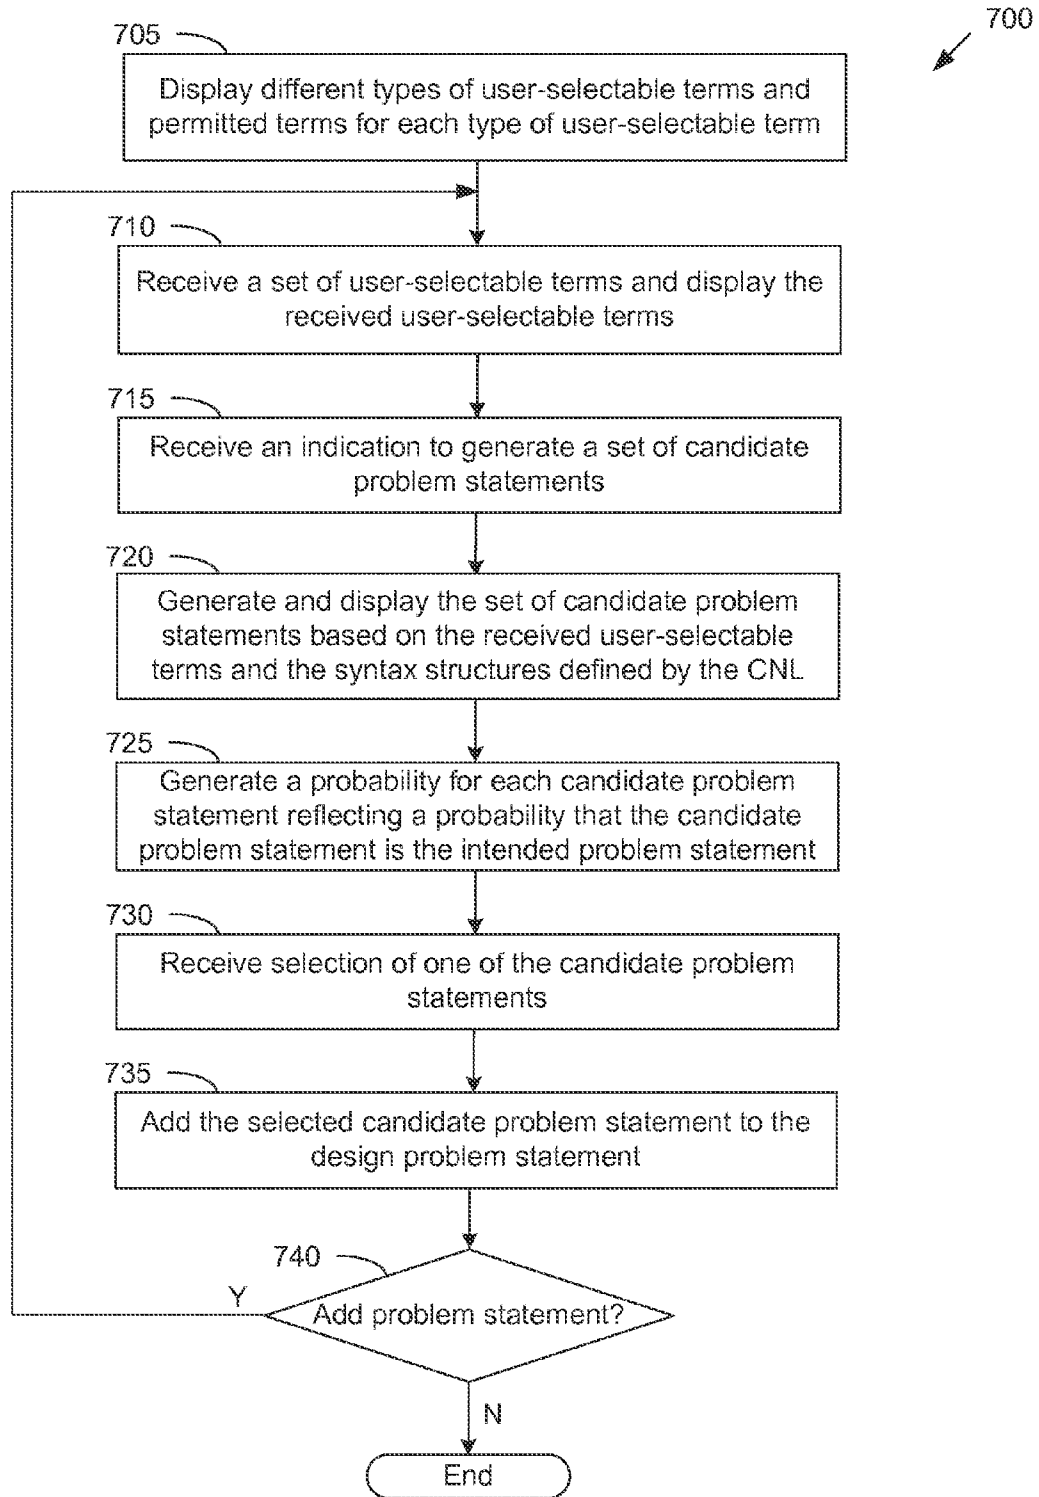 700
705
Display different types of user-selectable terms and
permitted terms for each type of user-selectable term
710
Receive a set of user-selectable terms and display the
received user-selectable terms
715
Receive an indication to generate a set of candidate
problem statements
720
Generate and display the set of candidate problem
statements based on the received user-selectable
terms and the syntax structures defined by the CNL
725
Generate a probability for each candidate problem
statement reflecting a probability that the candidate
problem statement is the intended problem statement
730
Receive selection of one of the candidate problem
statements
735
Add the selected candidate problem statement to the
design problem statement
740
Y
Add problem statement?
N
End